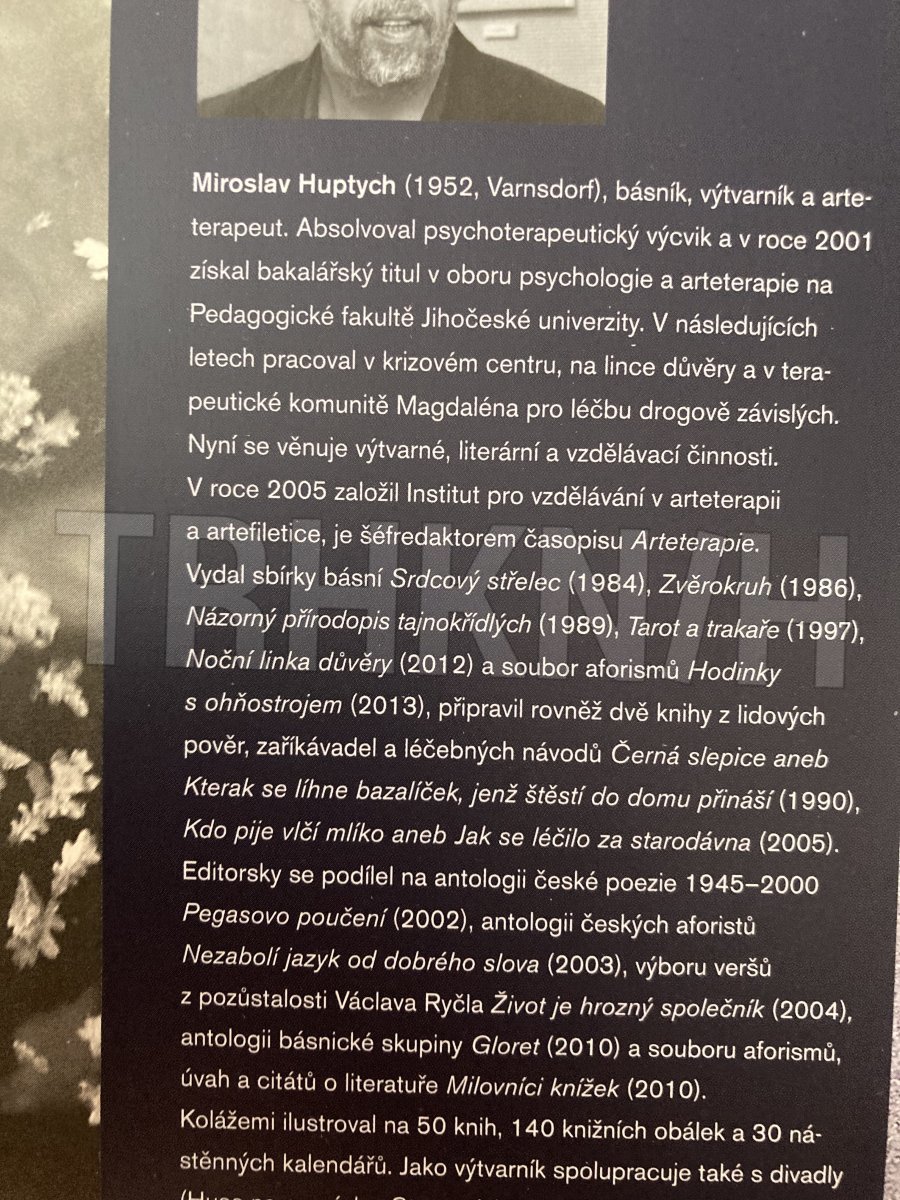 Miroslav Huptych (1952, Varnsdorf), básník, výtvarník a arte-
terapeut. Absolvoval psychoterapeutický výcvik a v roce 2001
získal bakalářský titul v oboru psychologie a arteterapie na
Pedagogické fakultě Jihočeské univerzity. V následujících
letech pracoval v krizovém centru, na lince důvěry a v tera-
peutické komunitě Magdaléna pro léčbu drogově závislých.
Nyní se věnuje výtvarné, literární a vzdělávací činnosti.
V roce 2005 založil Institut pro vzdělávání v arteterapii
a artefiletice, je šéfredaktorem časopisu Arteterapie.
Vydal sbírky básní Srdcový střelec (1984), Zvěrokruh (1986),
Názorný přírodopis tajnokřídlých (1989), Tarot a trakaře (1997),
Noční linka důvěry (2012) a soubor aforismů Hodinky
s ohňostrojem (2013), připravil rovněž dvě knihy z lidových
pověr, zaříkávadel a léčebných návodů Černá slepice aneb
Kterak se líhne bazalíček, jenž štěstí do domu přináší (1990),
Kdo pije vlčí mlíko aneb Jak se léčilo za starodávna (2005).
Editorsky se podílel na antologii české poezie 1945–2000
Pegasovo poučení (2002), antologii českých aforistů
Nezabolí jazyk od dobrého slova (2003), výboru veršů
z pozůstalosti Václava Ryčla Život je hrozný společník (2004),
antologii básnické skupiny Gloret (2010) a souboru aforismů,
úvah a citátů o literatuře Milovníci knížek (2010).
Kolážemi ilustroval na 50 knih, 140 knižních obálek a 30 ná-
stěnných kalendářů. Jako výtvarník spolupracuje také s divadly
TRHKN/H